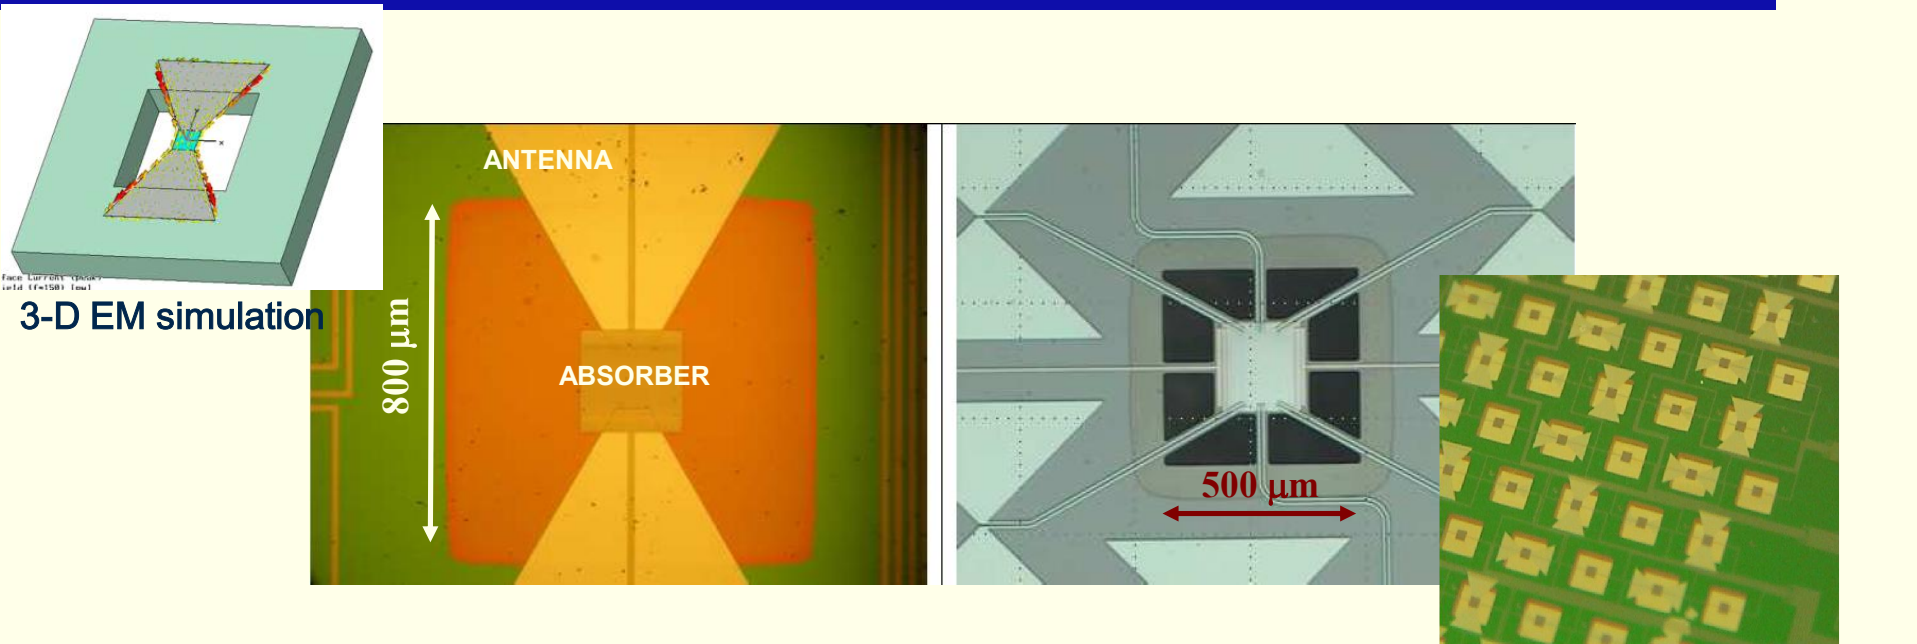 3-D EM simulation
ANTENNA
800 µm
ABSORBER
500 µm
y
x